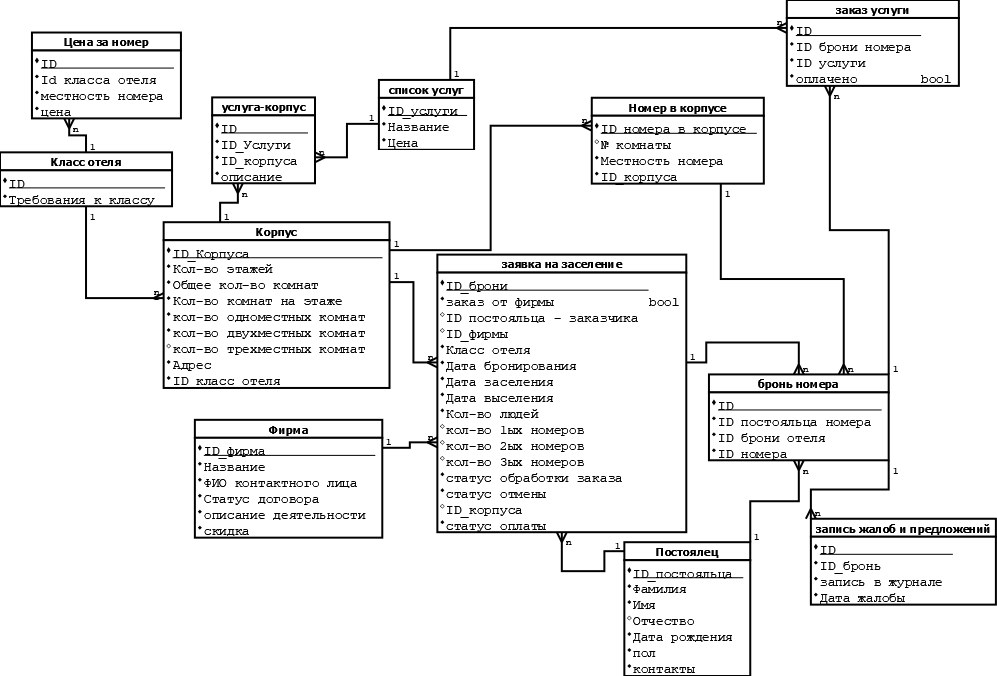 заказ услуги
ID
ID брони номера
ID услуги
оплачено bool
Цена за номер
ID
Id класса отеля
местность номера
цена
список услуг
ID_услуги
Название
Цена
услуга-корпус
ID
ID_Услуги
ID_корпуса
описание
Номер в корпусе
ID номера в корпусе
№ комнаты
Местность номера
ID_корпуса
Класс отеля
ID
Требования к классу
Корпус
ID_Корпуса
Кол-во этажей
Общее кол-во комнат
Кол-во комнат на этаже
кол-во одноместных комнат
кол-во двухместных комнат
кол-во трехместных комнат
Адрес
ID класс отеля
заявка на заселение
ID_брони
заказ от фирмы bool
ID постояльца - заказчика
ID_фирмы
Класс отеля
Дата бронирования
Дата заселения
Дата выселения
Кол-во людей
кол-во 1ых номеров
кол-во 2ых номеров
кол-во 3ых номеров
статус обработки заказа
статус отмены
ID_корпуса
статус оплаты
бронь номера
ID
ID постояльца номера
ID брони отеля
ID номера
Фирма
ID_фирма
Название
ФИО контактного лица
Статус договора
описание деятельности
скидка
запись жалоб и предложений
ID
ID_бронь
запись в журнале
Дата жалобы
Постоялец
ID_постояльца
Фамилия
Имя
Отчество
Дата рождения
пол
контакты
1
n
1
n
1
n
1
n
1
n
1
n
1
n
1
n
1
n
1
n
1
n
1
n
1
n
1
n